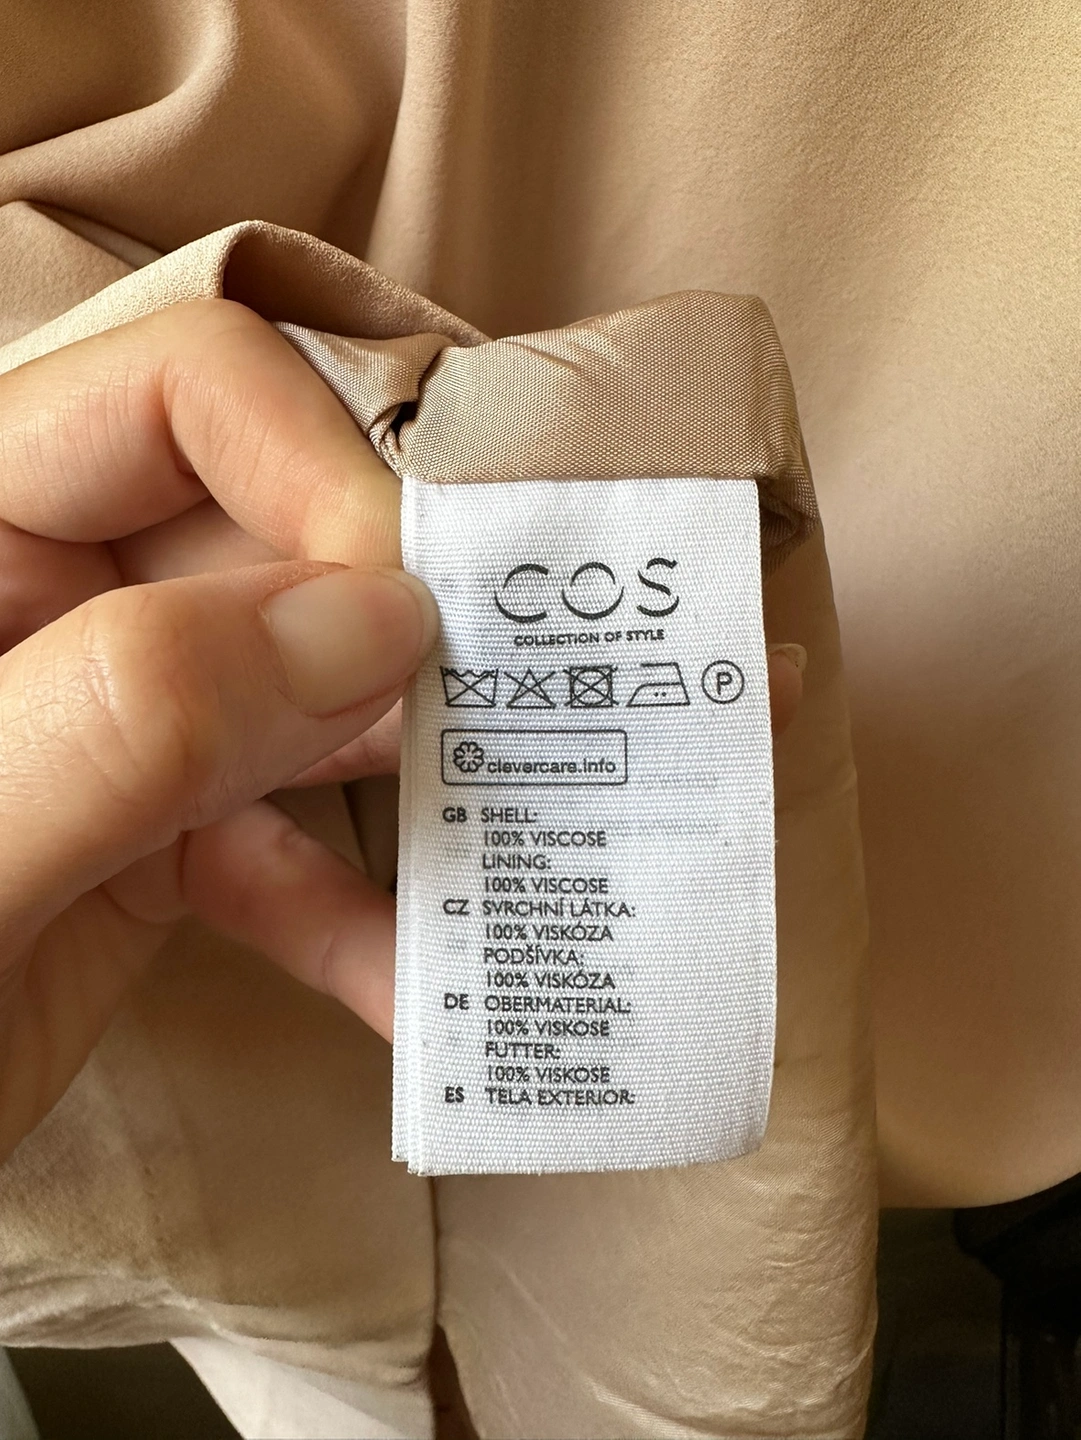 COS
COLLECTION OF STYLE
P
clevercare.info
GB SHELL:
100% VISCOSE
LINING:
100% VISCOSE
CZ SVRCHNÍ LÁTKA:
100% VISKÓZA
PODŠÍVKA:
100% VISKÓZA
DE OBERMATERIAL:
100% VISKOSE
FUTTER:
100% VISKOSE
ES TELA EXTERIOR: